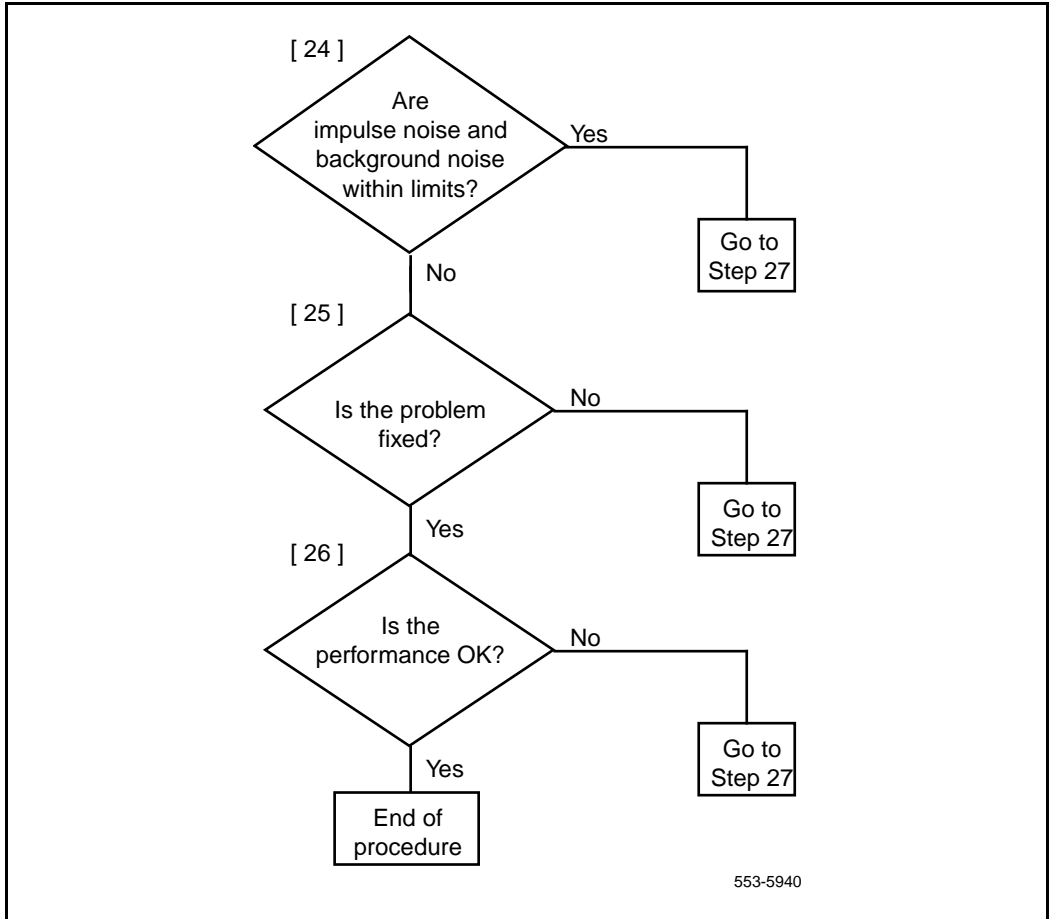 [ 24 ]
Are
impulse noise and
background noise
within limits?
Yes
Go to
Step 27
No
[ 25 ]
Is the problem
fixed?
No
Go to
Step 27
Yes
[ 26 ]
Is the
performance OK?
No
Go to
Step 27
Yes
End of
procedure
553-5940